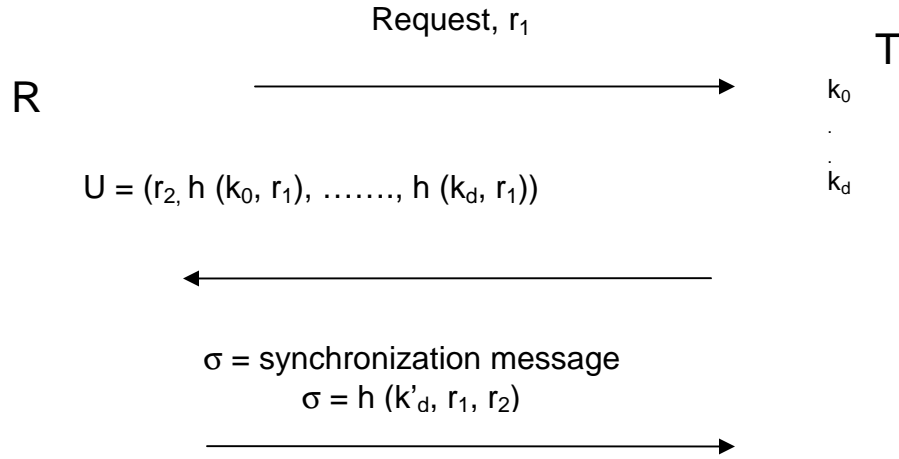 Request, r₁
T
R
k₀
.
.
k_d
U = (r₂, h (k₀, r₁), ……., h (k_d, r₁))
σ = synchronization message
σ = h (k’_d, r₁, r₂)